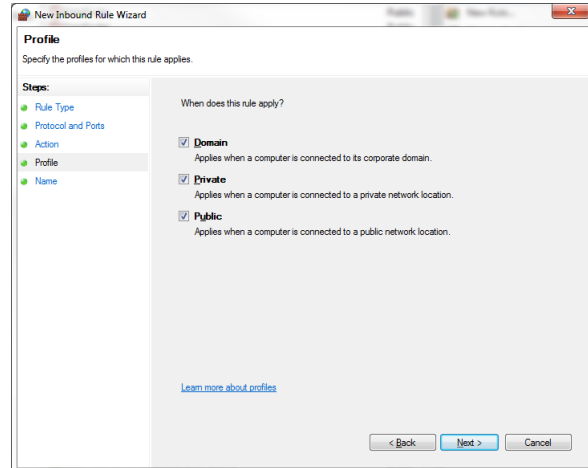 New Inbound Rule Wizard
Profile
Specify the profiles for which this rule applies.
Steps:
Rule Type
Protocol and Ports
Action
Profile
Name
When does this rule apply?
Domain
Applies when a computer is connected to its corporate domain.
Private
Applies when a computer is connected to a private network location.
Public
Applies when a computer is connected to a public network location.
Learn more about profiles
< Back
Next >
Cancel